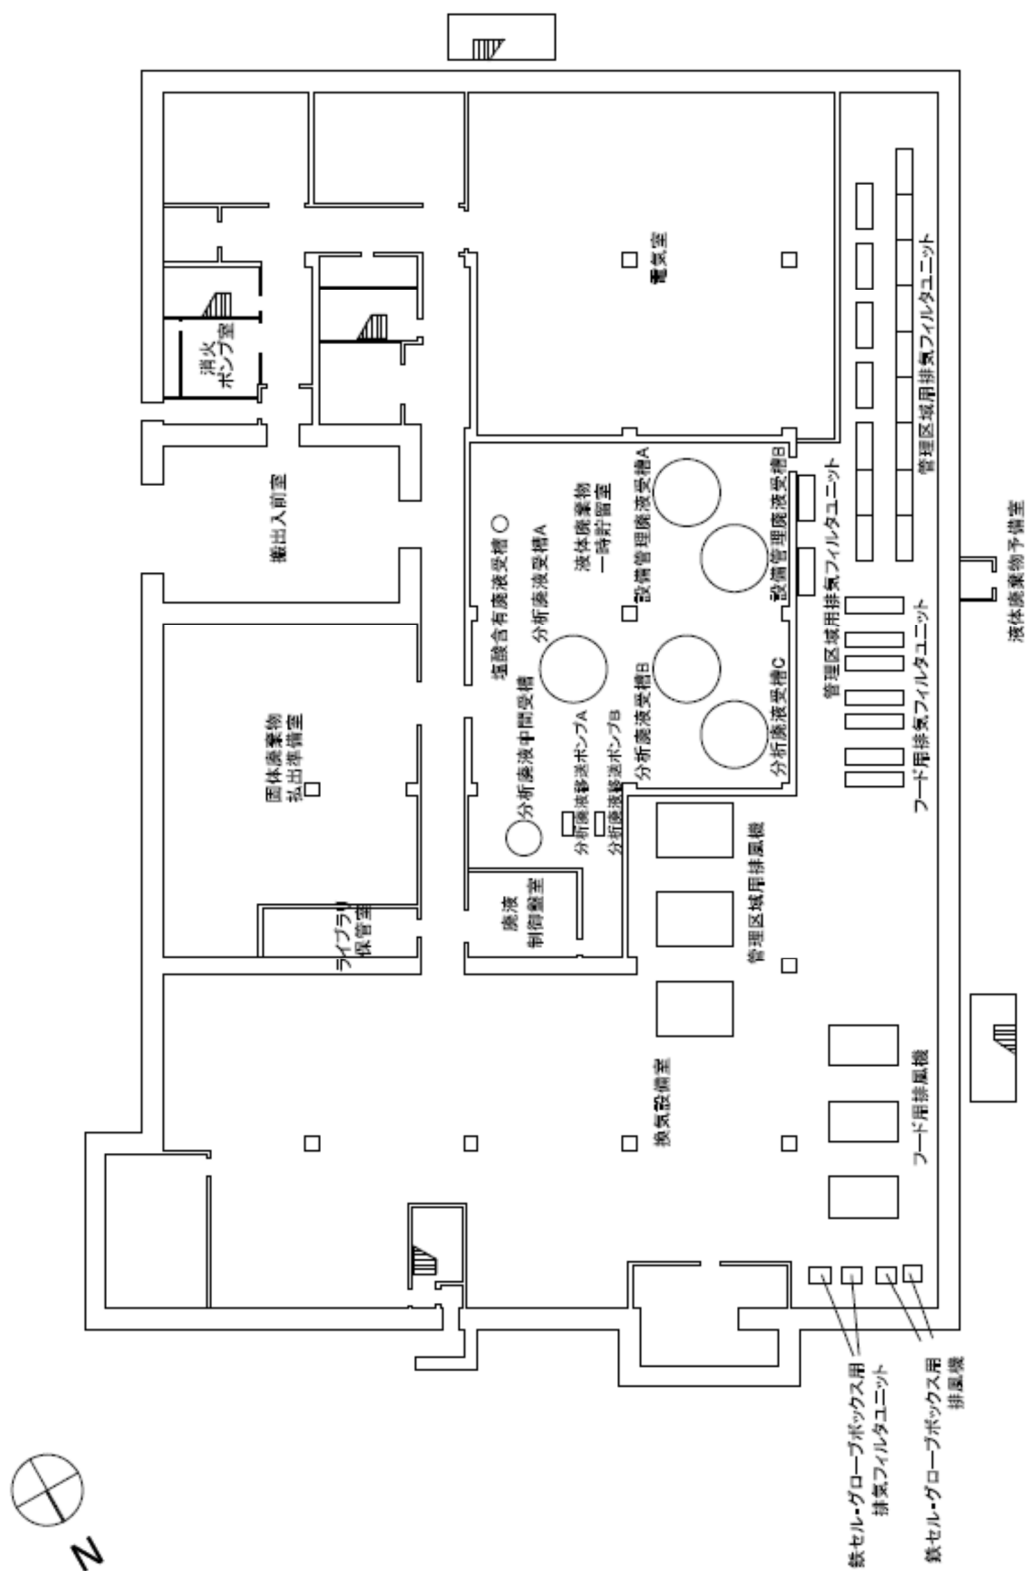 電気室
消火
ポンプ室
管理区域用排気フィルタユニット
搬出入前室
液体廃棄物
一時貯留室
設備管理廃液受槽A
設備管理廃液受槽B
塩酸含有廃液受槽
分析廃液受槽A
管理区域用排気フィルタユニット
液体廃棄物予備室
分析廃液中間受槽
分析廃液受槽B
分析廃液受槽C
フード用排気フィルタユニット
固体廃棄物
払出準備室
分析廃液移送ポンプA
分析廃液移送ポンプB
ライブラリ
保管室
廃液
制御盤室
管理区域用排風機
換気設備室
フード用排風機
鉄セル・グローブボックス用
排気フィルタユニット
鉄セル・グローブボックス用
排風機
N